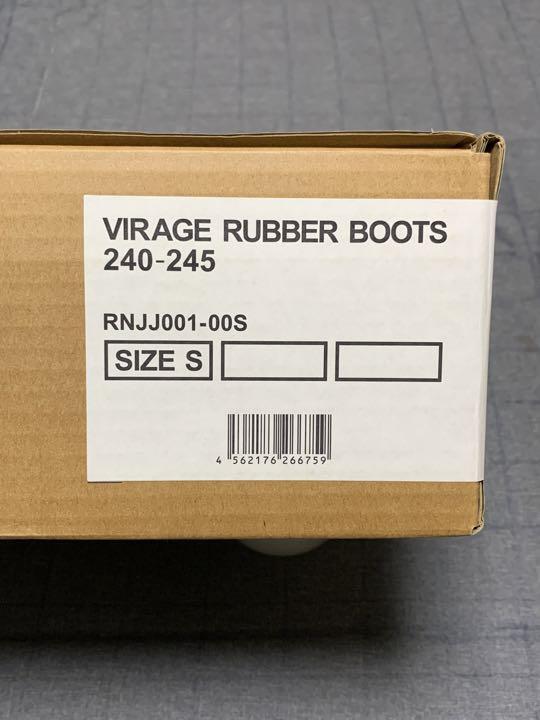 VIRAGE RUBBER BOOTS
240-245
RNJJ001-00S
SIZE S
4 562176 266759